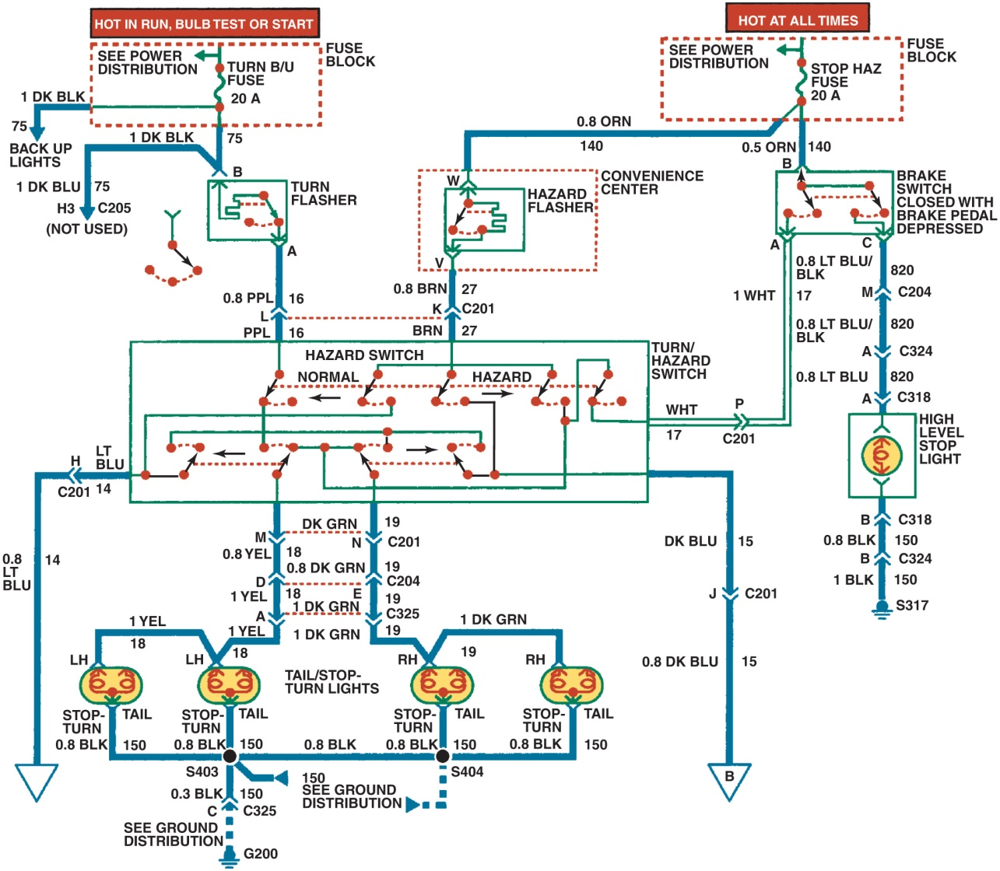 HOT IN RUN, BULB TEST OR START
HOT AT ALL TIMES
SEE POWER
DISTRIBUTION
TURN B/U
FUSE
20 A
FUSE
BLOCK
SEE POWER
DISTRIBUTION
STOP HAZ
FUSE
20 A
FUSE
BLOCK
1 DK BLK
75
BACK UP
LIGHTS
1 DK BLK
75
1 DK BLU
75
H3
C205
(NOT USED)
B
TURN
FLASHER
A
0.8 ORN
140
0.5 ORN
140
CONVENIENCE
CENTER
W
HAZARD
FLASHER
V
B
BRAKE
SWITCH
CLOSED WITH
BRAKE PEDAL
DEPRESSED
A
C
0.8 PPL
16
L
PPL
16
0.8 BRN
27
K
C201
BRN
27
0.8 LT BLU/
BLK
820
1 WHT
17
M
C204
0.8 LT BLU/
BLK
820
A
C324
0.8 LT BLU
820
A
C318
HAZARD SWITCH
NORMAL
HAZARD
TURN/
HAZARD
SWITCH
WHT
17
P
C201
HIGH
LEVEL
STOP
LIGHT
H
LT
BLU
C201
14
0.8
LT
BLU
14
M
DK GRN
19
N
C201
0.8 YEL
18
0.8 DK GRN
19
D
C204
1 YEL
18
E
19
1 DK GRN
A
C325
1 YEL
18
1 DK GRN
19
DK BLU
15
J
C201
0.8 DK BLU
15
B
C318
0.8 BLK
150
B
C324
1 BLK
150
S317
1 YEL
18
1 DK GRN
19
LH
LH
RH
RH
TAIL/STOP-
TURN LIGHTS
STOP-
TURN
TAIL
STOP-
TURN
TAIL
STOP-
TURN
TAIL
STOP-
TURN
TAIL
0.8 BLK
150
0.8 BLK
150
0.8 BLK
0.8 BLK
150
0.8 BLK
150
S403
S404
150
SEE GROUND
DISTRIBUTION
0.3 BLK
150
C
C325
SEE GROUND
DISTRIBUTION
G200
B